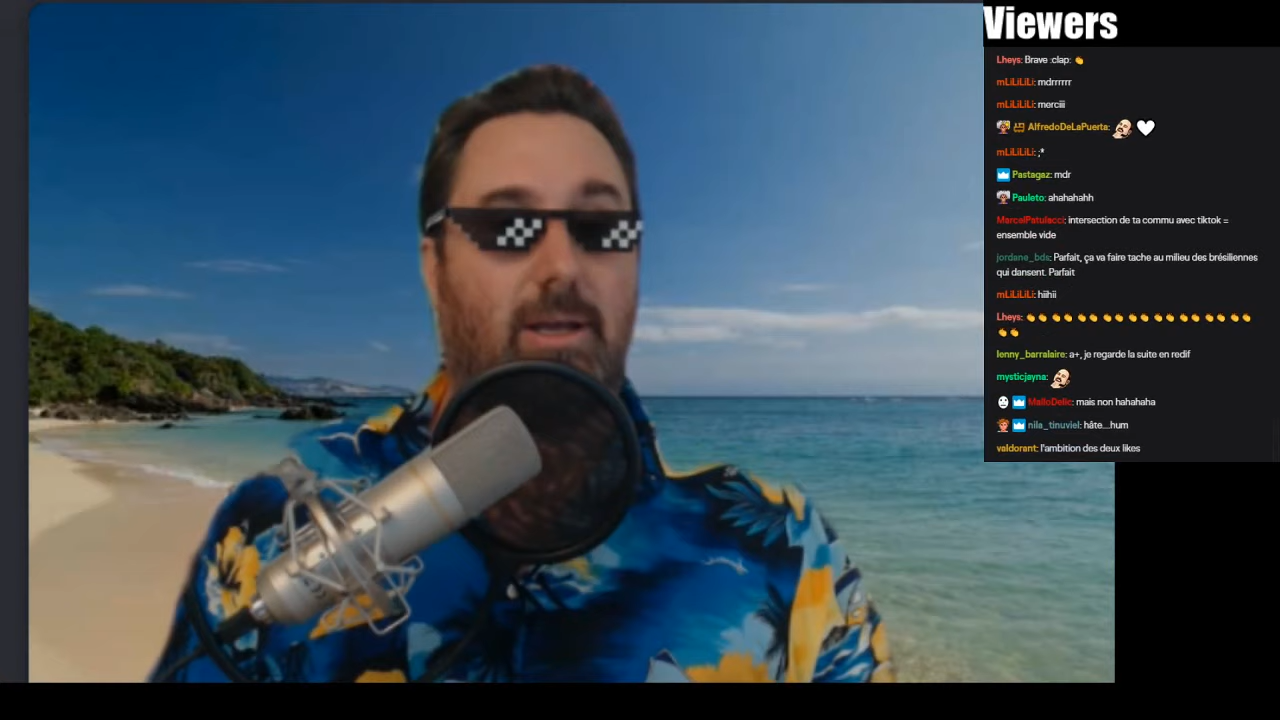 Viewers
Lheys: Brave :clap: 👏
mLiLiLiLi: mdrrrrrr
mLiLiLiLi: merciii
AlfredoDeLaPuerta:
mLiLiLiLi: ;*
Pastagaz: mdr
Pauleto: ahahahahh
MarcelPatulacci: intersection de ta commu avec tiktok =
ensemble vide
jordane_bds: Parfait, ça va faire tache au milieu des brésiliennes
qui dansent. Parfait
mLiLiLiLi: hiihii
Lheys: 👏👏👏👏👏👏👏👏👏👏👏👏👏👏👏👏👏👏
👏👏
lenny_barralaire: a+, je regarde la suite en redif
mysticjayna:
MalloDelic: mais non hahahaha
nila_tinuviel: hâte...hum
valdorant: l'ambition des deux likes